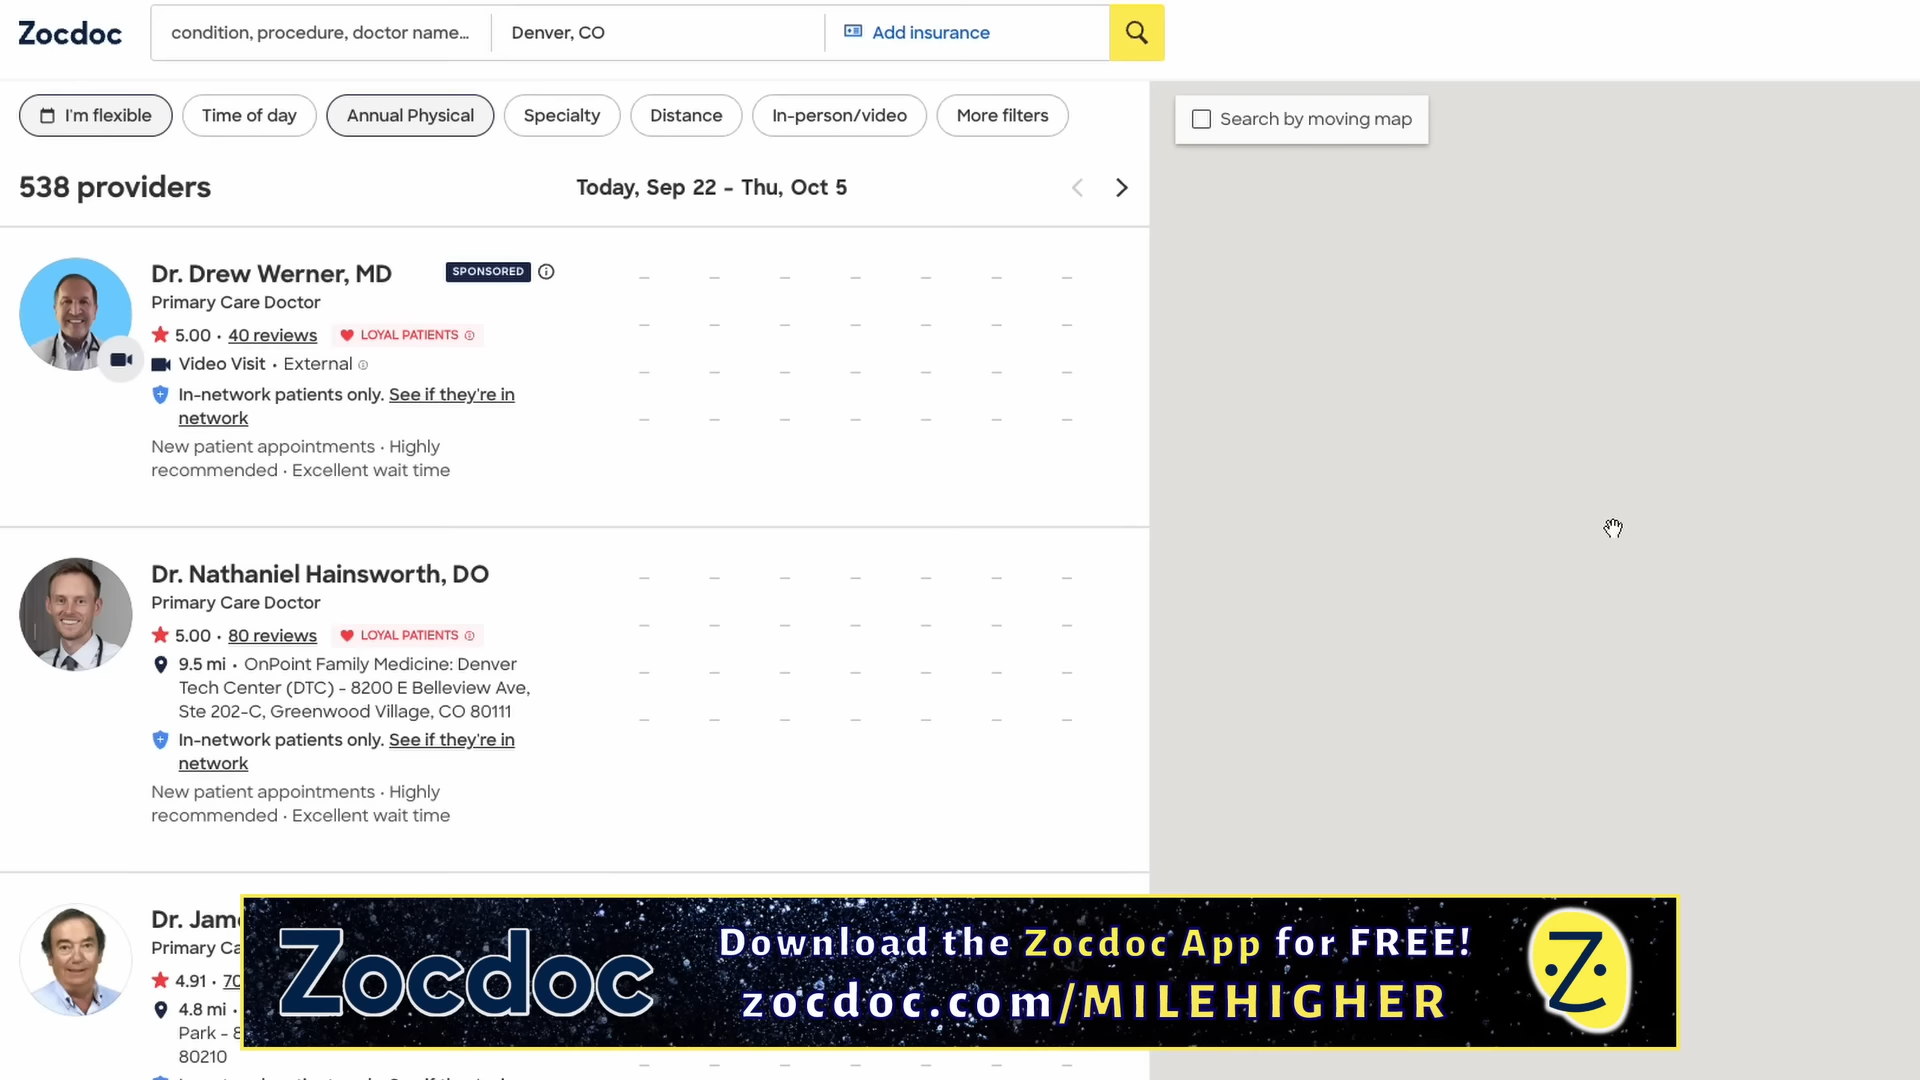 Zocdoc
condition, procedure, doctor name...
Denver, CO
Add insurance
I'm flexible
Time of day
Annual Physical
Specialty
Distance
In-person/video
More filters
Search by moving map
538 providers
Today, Sep 22 – Thu, Oct 5
Dr. Drew Werner, MD
SPONSORED
Primary Care Doctor
5.00 · 40 reviews
LOYAL PATIENTS
Video Visit · External
In-network patients only. See if they're in
network
New patient appointments · Highly
recommended · Excellent wait time
Dr. Nathaniel Hainsworth, DO
Primary Care Doctor
5.00 · 80 reviews
LOYAL PATIENTS
9.5 mi · OnPoint Family Medicine: Denver
Tech Center (DTC) - 8200 E Belleview Ave,
Ste 202-C, Greenwood Village, CO 80111
In-network patients only. See if they're in
network
New patient appointments · Highly
recommended · Excellent wait time
Dr. Jam
Primary Ca
4.91 · 70
4.8 mi ·
Park - 8
80210
Zocdoc
Download the Zocdoc App for FREE!
zocdoc.com/MILEHIGHER
Z